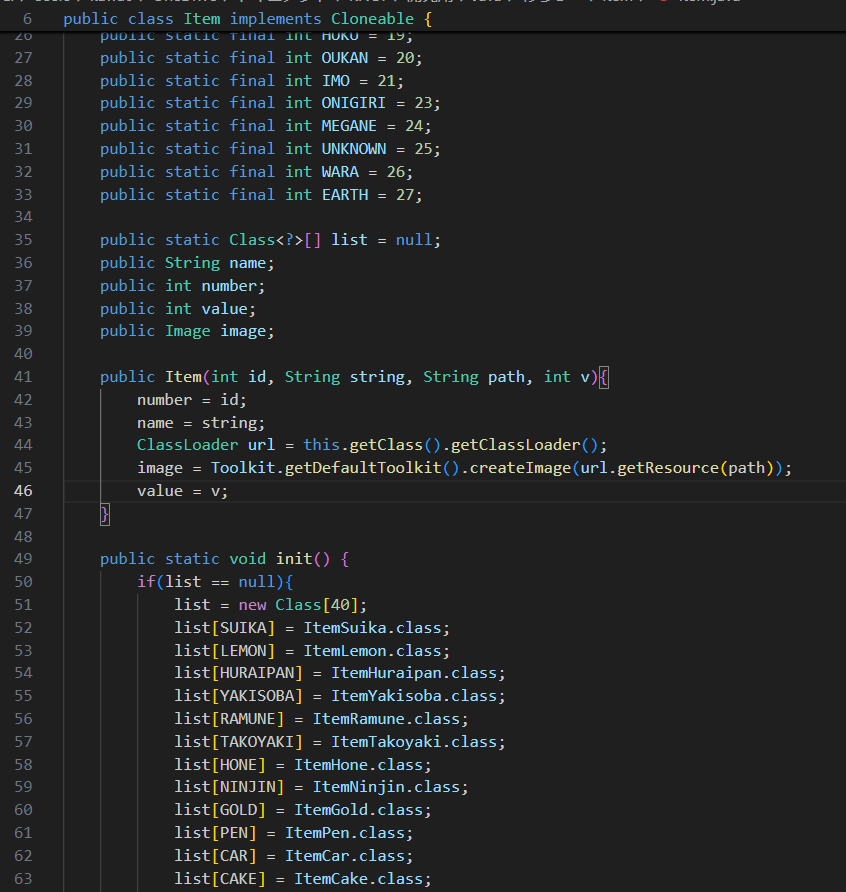 6 public class Item implements Cloneable {
26 public static final int HUKU = 19;
27 public static final int OUKAN = 20;
28 public static final int IMO = 21;
29 public static final int ONIGIRI = 23;
30 public static final int MEGANE = 24;
31 public static final int UNKNOWN = 25;
32 public static final int WARA = 26;
33 public static final int EARTH = 27;
34
35 public static Class<?>[] list = null;
36 public String name;
37 public int number;
38 public int value;
39 public Image image;
40
41 public Item(int id, String string, String path, int v){
42 number = id;
43 name = string;
44 ClassLoader url = this.getClass().getClassLoader();
45 image = Toolkit.getDefaultToolkit().createImage(url.getResource(path));
46 value = v;
47 }
48
49 public static void init() {
50 if(list == null){
51 list = new Class[40];
52 list[SUIKA] = ItemSuika.class;
53 list[LEMON] = ItemLemon.class;
54 list[HURAIPAN] = ItemHuraipan.class;
55 list[YAKISOBA] = ItemYakisoba.class;
56 list[RAMUNE] = ItemRamune.class;
57 list[TAKOYAKI] = ItemTakoyaki.class;
58 list[HONE] = ItemHone.class;
59 list[NINJIN] = ItemNinjin.class;
60 list[GOLD] = ItemGold.class;
61 list[PEN] = ItemPen.class;
62 list[CAR] = ItemCar.class;
63 list[CAKE] = ItemCake.class;